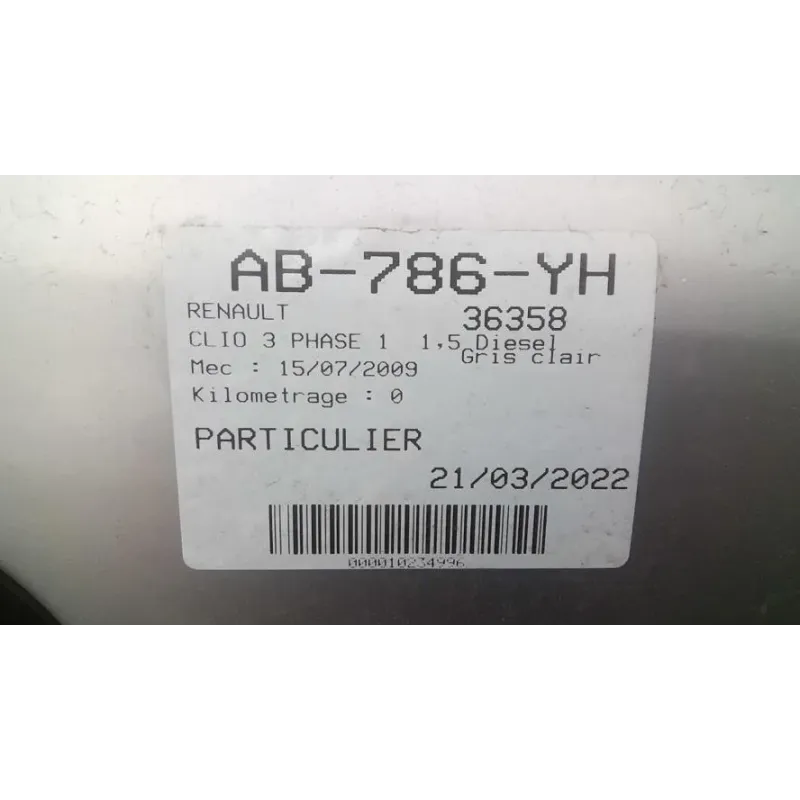 AB-786-YH
RENAULT 36358
CLIO 3 PHASE 1 1,5 Diesel
Gris clair
Mec : 15/07/2009
Kilometrage : 0
PARTICULIER
21/03/2022
000010234996